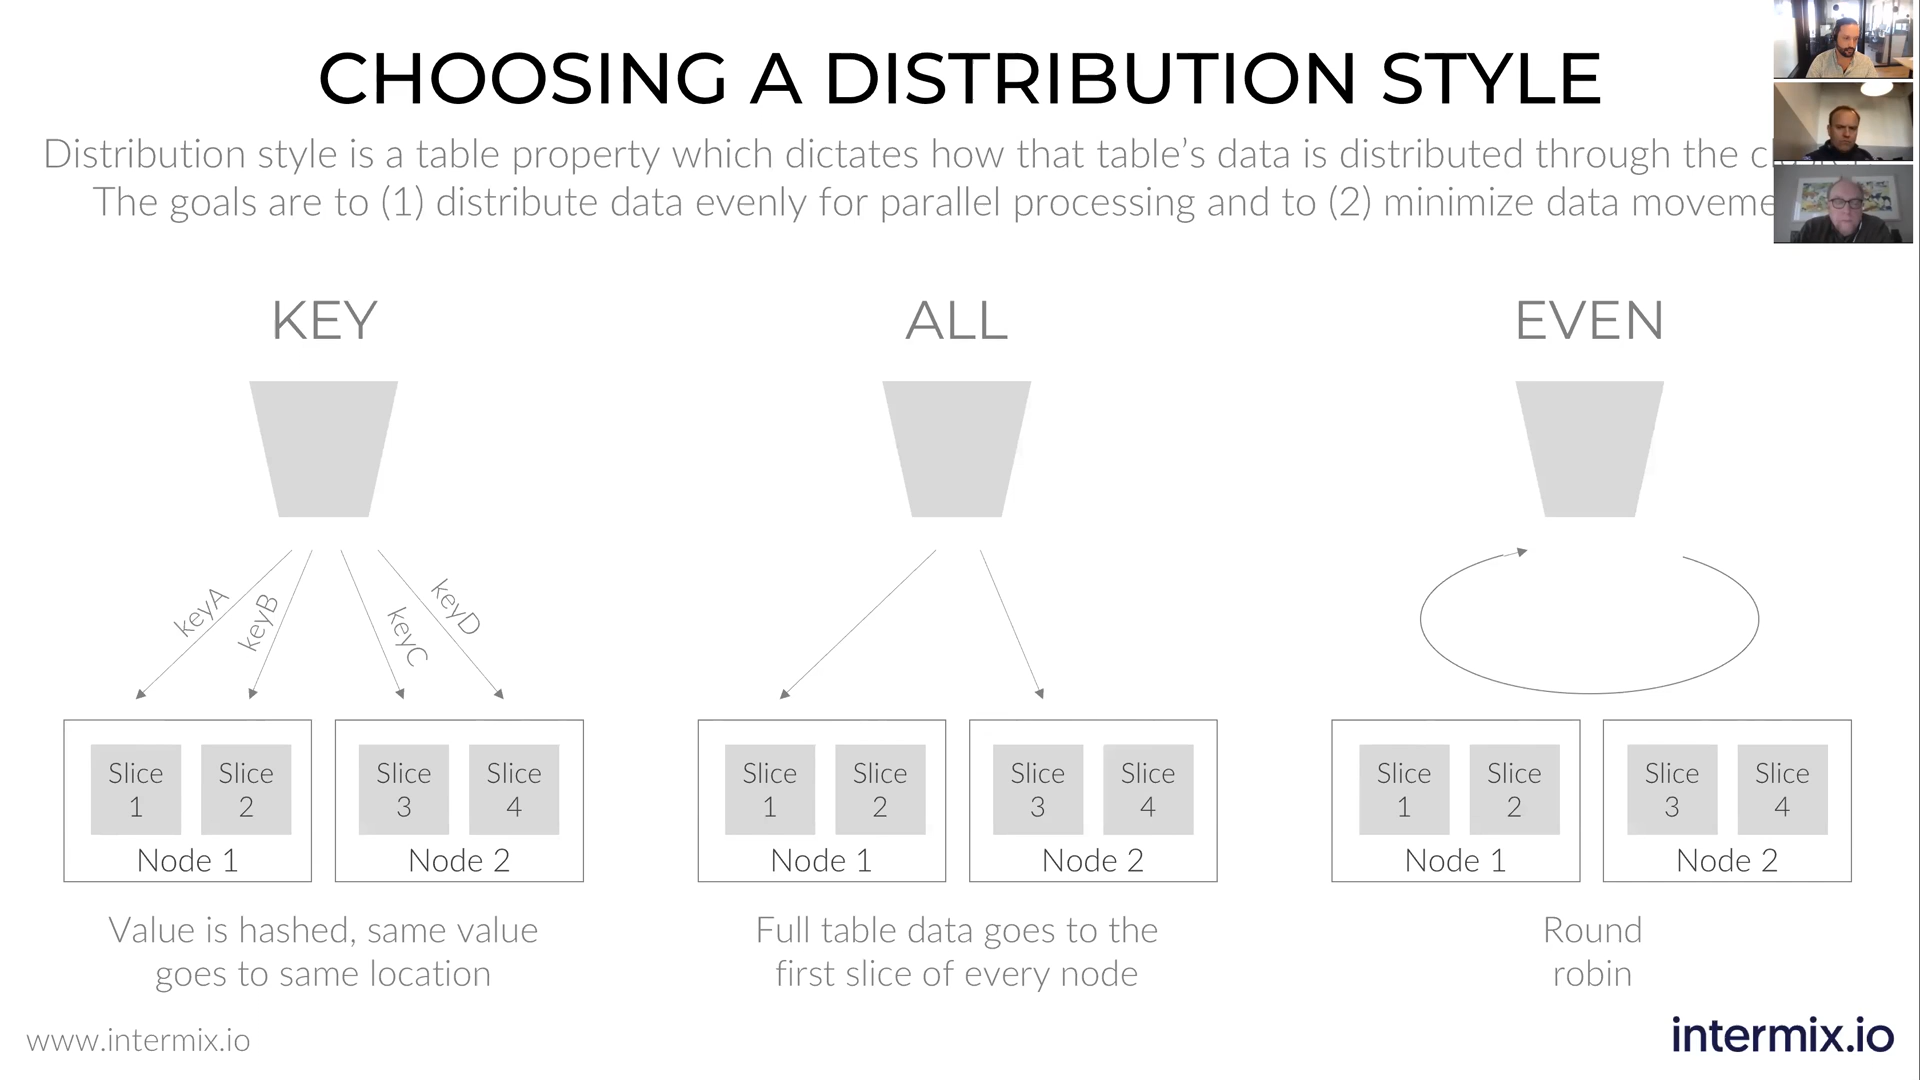 CHOOSING A DISTRIBUTION STYLE
Distribution style is a table property which dictates how that table's data is distributed through the
The goals are to (1) distribute data evenly for parallel processing and to (2) minimize data
KEY
ALL
EVEN
keyA
keyB
keyC
keyD
Slice 1
Slice 2
Node 1
Slice 3
Slice 4
Node 2
Slice 1
Slice 2
Node 1
Slice 3
Slice 4
Node 2
Slice 1
Slice 2
Node 1
Slice 3
Slice 4
Node 2
Value is hashed, same value
goes to same location
Full table data goes to the
first slice of every node
Round
robin
www.intermix.io
intermix.io